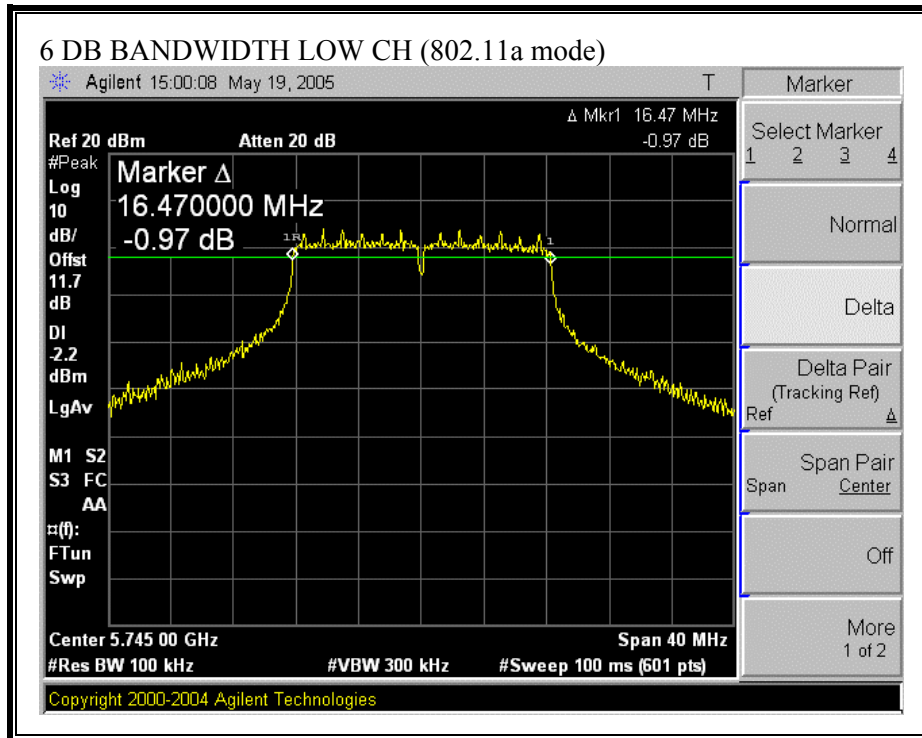 6 DB BANDWIDTH LOW CH (802.11a mode)
Agilent 15:00:08 May 19, 2005 T
Δ Mkr1 16.47 MHz
Ref 20 dBm Atten 20 dB -0.97 dB
#Peak
Log
10
dB/
Offst
11.7
dB
DI
-2.2
dBm
LgAv
M1 S2
S3 FC
AA
¤(f):
FTun
Swp
Marker Δ
16.470000 MHz
-0.97 dB
1R
1
Center 5.745 00 GHz Span 40 MHz
#Res BW 100 kHz #VBW 300 kHz #Sweep 100 ms (601 pts)
Copyright 2000-2004 Agilent Technologies
Marker
Select Marker
1 2 3 4
Normal
Delta
Delta Pair
(Tracking Ref)
Ref Δ
Span Pair
Span Center
Off
More
1 of 2